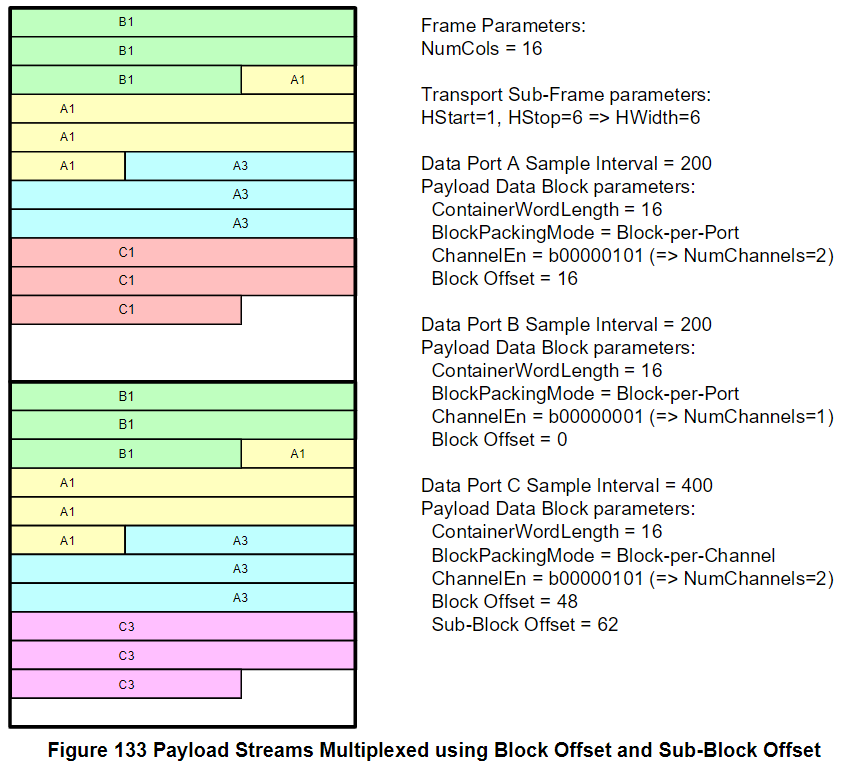 B1
B1
B1 A1
A1
A1
A1 A3
A3
A3
C1
C1
C1
B1
B1
B1 A1
A1
A1
A1 A3
A3
A3
C3
C3
C3
Frame Parameters:
NumCols = 16
Transport Sub-Frame parameters:
HStart=1, HStop=6 => HWidth=6
Data Port A Sample Interval = 200
Payload Data Block parameters:
ContainerWordLength = 16
BlockPackingMode = Block-per-Port
ChannelEn = b00000101 (=> NumChannels=2)
Block Offset = 16
Data Port B Sample Interval = 200
Payload Data Block parameters:
ContainerWordLength = 16
BlockPackingMode = Block-per-Port
ChannelEn = b00000001 (=> NumChannels=1)
Block Offset = 0
Data Port C Sample Interval = 400
Payload Data Block parameters:
ContainerWordLength = 16
BlockPackingMode = Block-per-Channel
ChannelEn = b00000101 (=> NumChannels=2)
Block Offset = 48
Sub-Block Offset = 62
Figure 133 Payload Streams Multiplexed using Block Offset and Sub-Block Offset